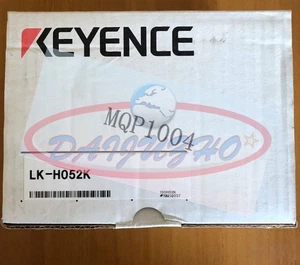 KEYENCE
MQP1004
DAIJUZHO
LK-H052K